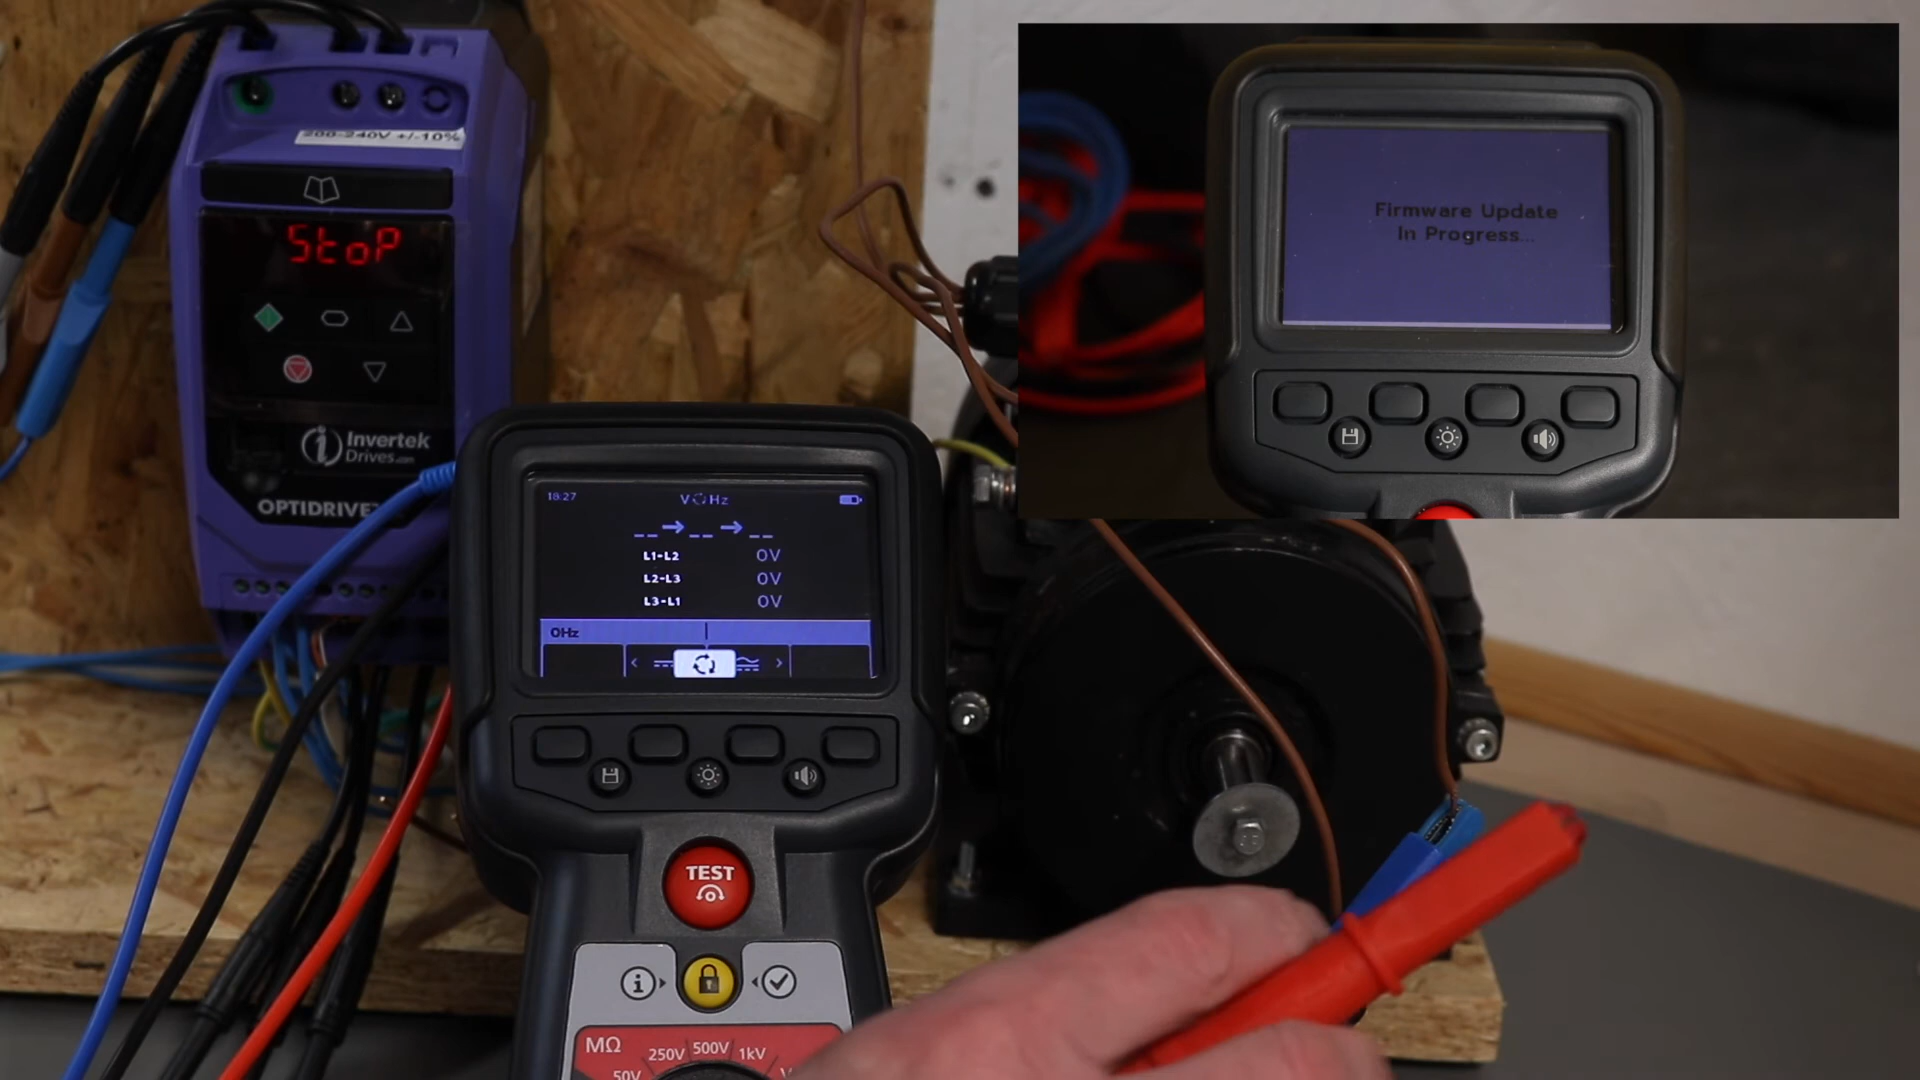 200-240V +/-10%
StoP
Invertek
Drives.com
OPTIDRIVE
Firmware Update
In Progress...
18:27
V Hz
-- → -- → --
L1-L2 0V
L2-L3 0V
L3-L1 0V
0Hz
TEST
MΩ
50V 250V 500V 1kV